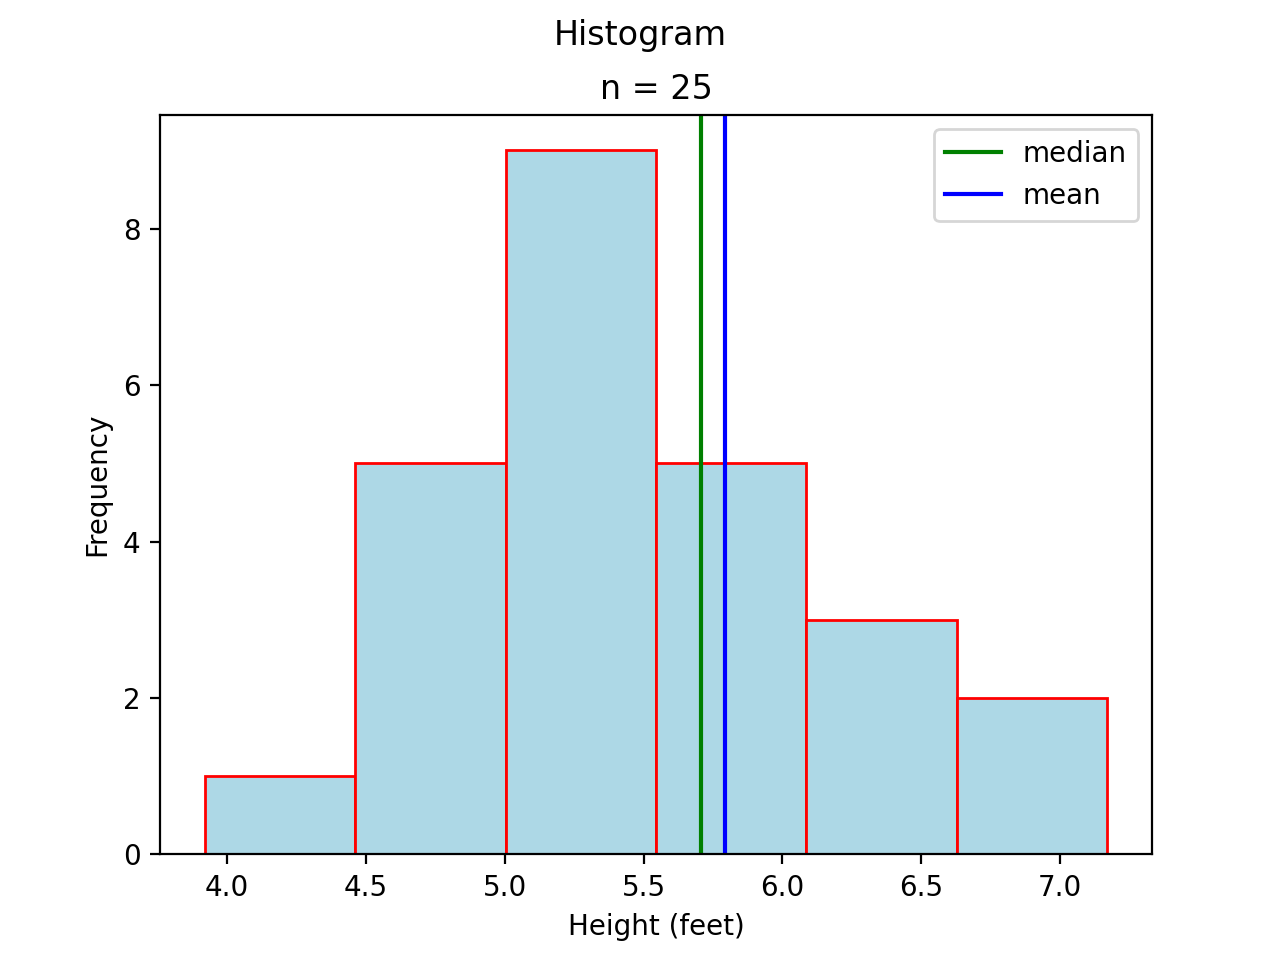 Histogram
n = 25
median
mean
8
6
4
2
0
Frequency
4.0 4.5 5.0 5.5 6.0 6.5 7.0
Height (feet)